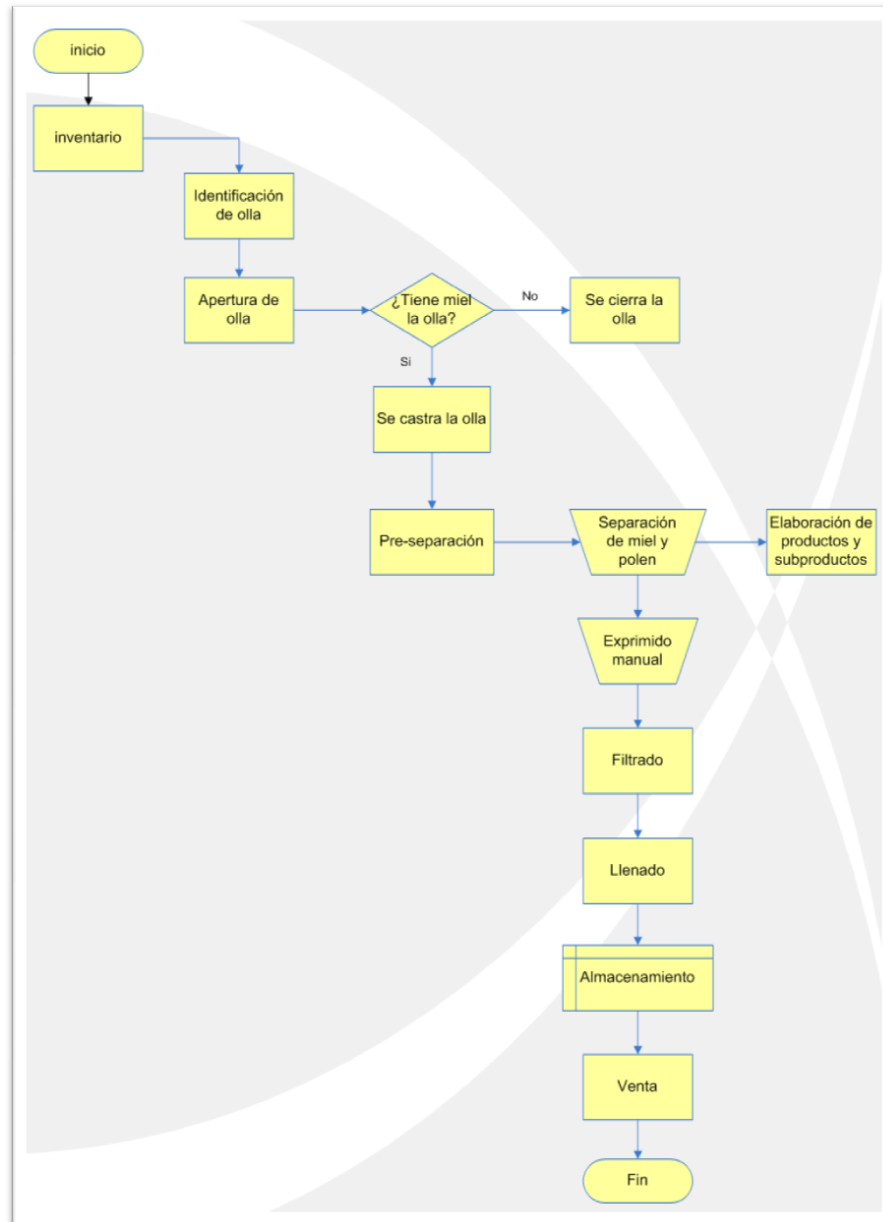 inicio
inventario
Identificación
de olla
Apertura de
olla
¿Tiene miel
la olla?
No
Se cierra la
olla
Si
Se castra la olla
Pre-separación
Separación
de miel y
polen
Elaboración de
productos y
subproductos
Exprimido
manual
Filtrado
Llenado
Almacenamiento
Venta
Fin